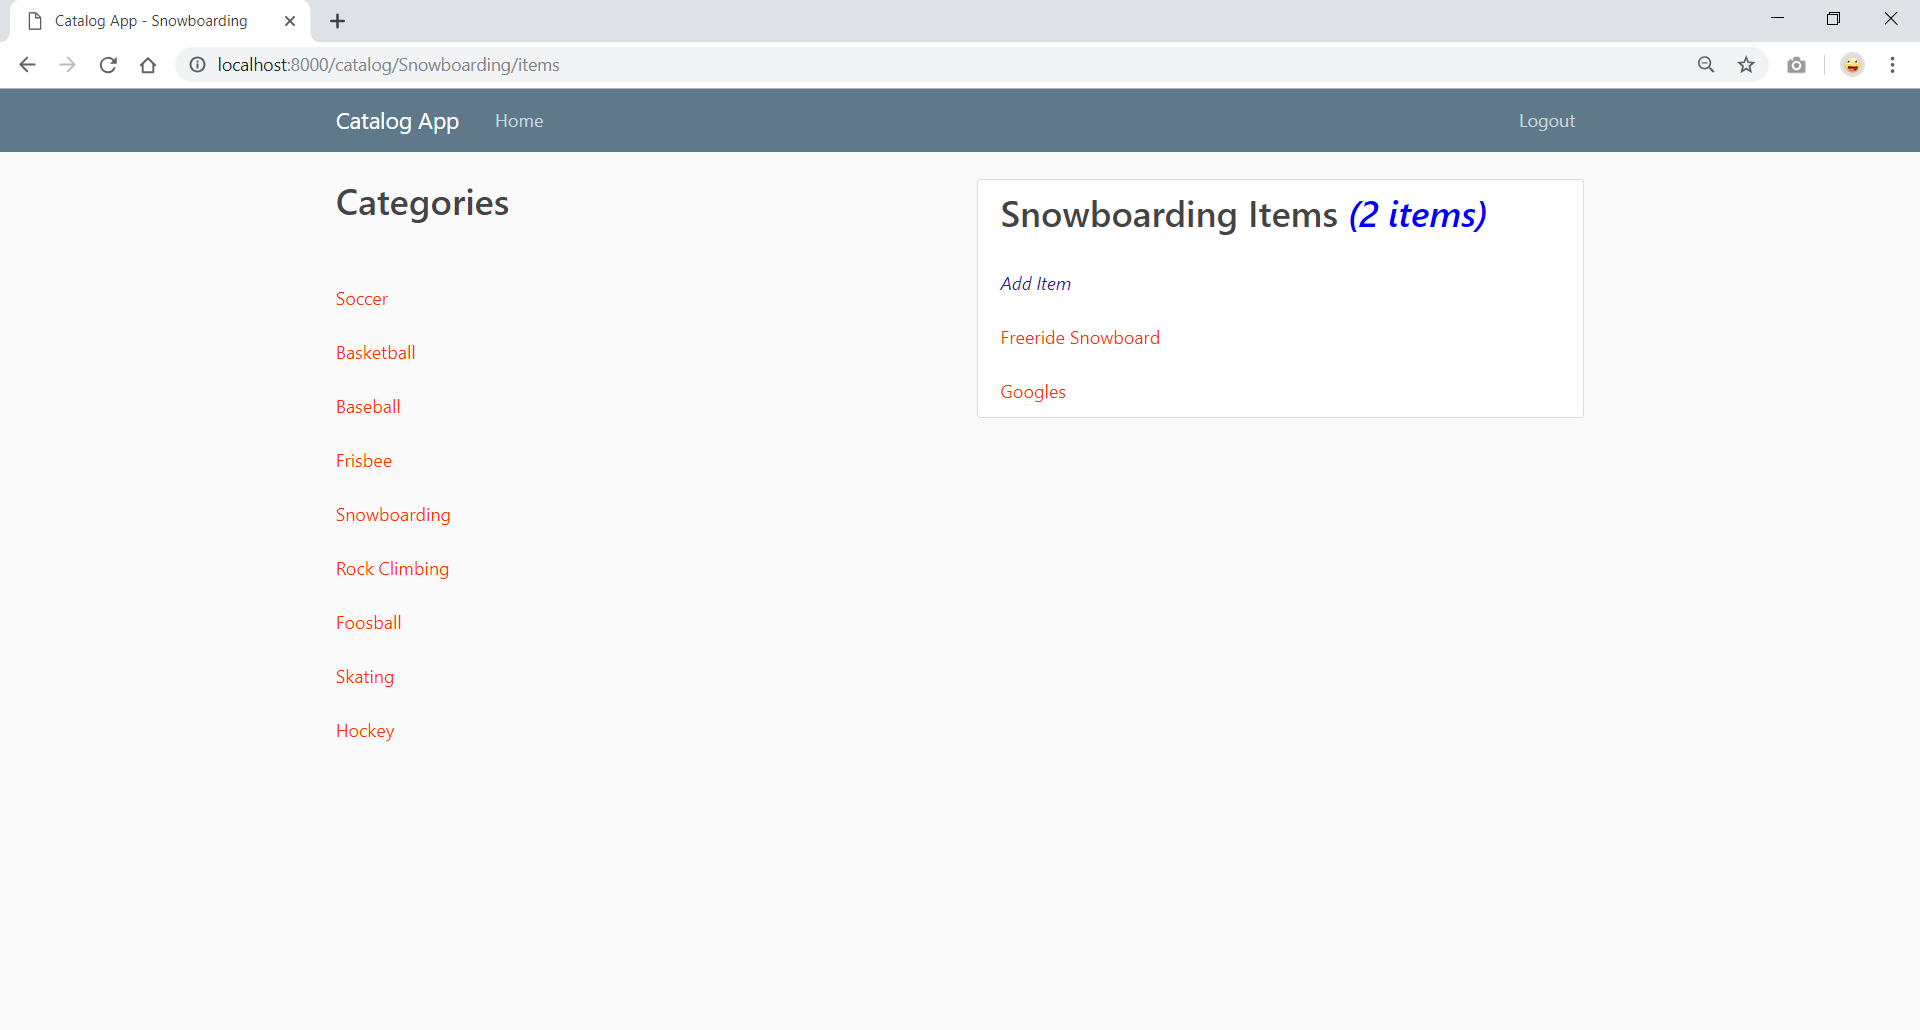 Catalog App - Snowboarding
localhost:8000/catalog/Snowboarding/items
Catalog App Home Logout
Categories
Soccer
Basketball
Baseball
Frisbee
Snowboarding
Rock Climbing
Foosball
Skating
Hockey
Snowboarding Items (2 items)
Add Item
Freeride Snowboard
Googles